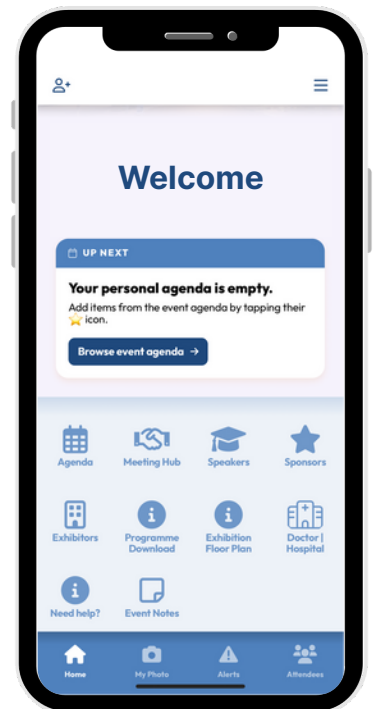 Welcome
UP NEXT
Your personal agenda is empty.
Add items from the event agenda by tapping their
icon.
Browse event agenda →
Agenda
Meeting Hub
Speakers
Sponsors
Exhibitors
Programme
Download
Exhibition
Floor Plan
Doctor |
Hospital
Need help?
Event Notes
Home
My Photo
Alerts
Attendees